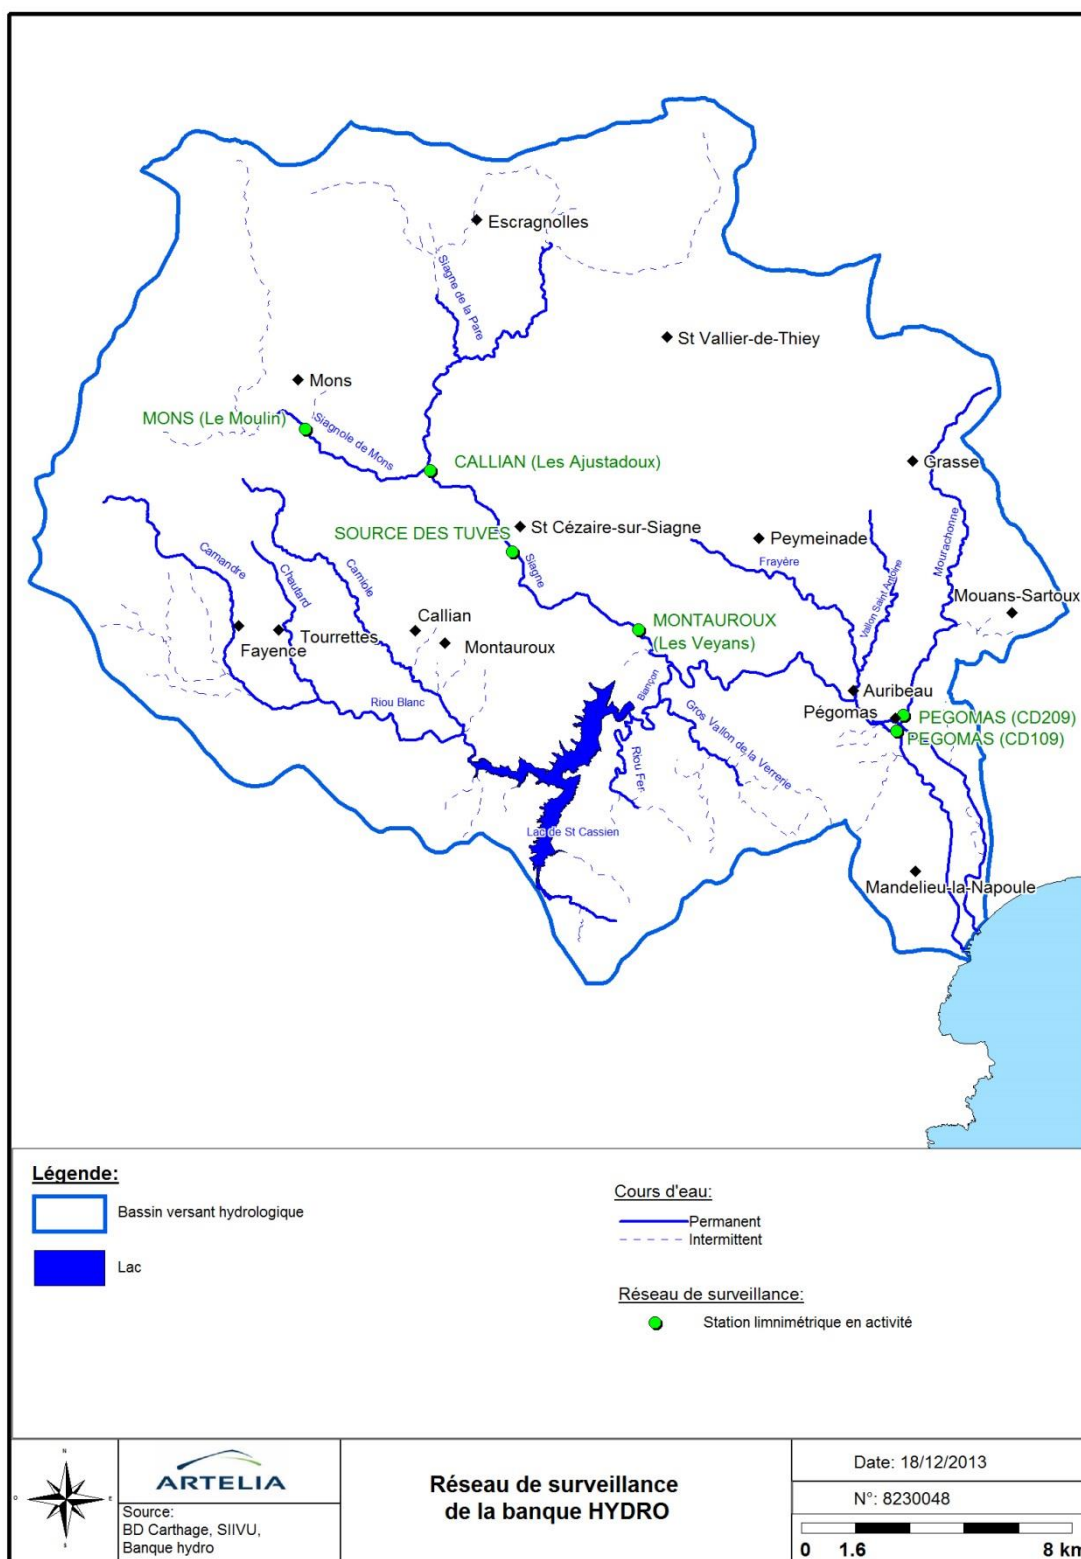 Escragnolles
Siagne de la Pare
St Vallier-de-Thiey
Mons
MONS (Le Moulin)
Siagnole de Mons
CALLIAN (Les Ajustadoux)
Grasse
St Cézaire-sur-Siagne
SOURCE DES TUVES
Siagne
Peymeinade
Frayère
Vallon Saint Antoine
Mourachonne
Mouans-Sartoux
Camandre
Chautard
Camiole
Callian
Tourrettes
Fayence
Montauroux
MONTAUROUX
(Les Veyans)
Biançon
Auribeau
Pégomas
PEGOMAS (CD209)
PEGOMAS (CD109)
Riou Blanc
Gros Vallon de la Verrerie
Riou Fer
Lac de St Cassien
Mandelieu-la-Napoule
Légende:
Bassin versant hydrologique
Lac
Cours d'eau:
Permanent
Intermittent
Réseau de surveillance:
Station limnimétrique en activité
N
O
E
S
ARTELIA
Source:
BD Carthage, SIIVU,
Banque hydro
Réseau de surveillance
de la banque HYDRO
Date: 18/12/2013
N°: 8230048
0 1.6 8 km